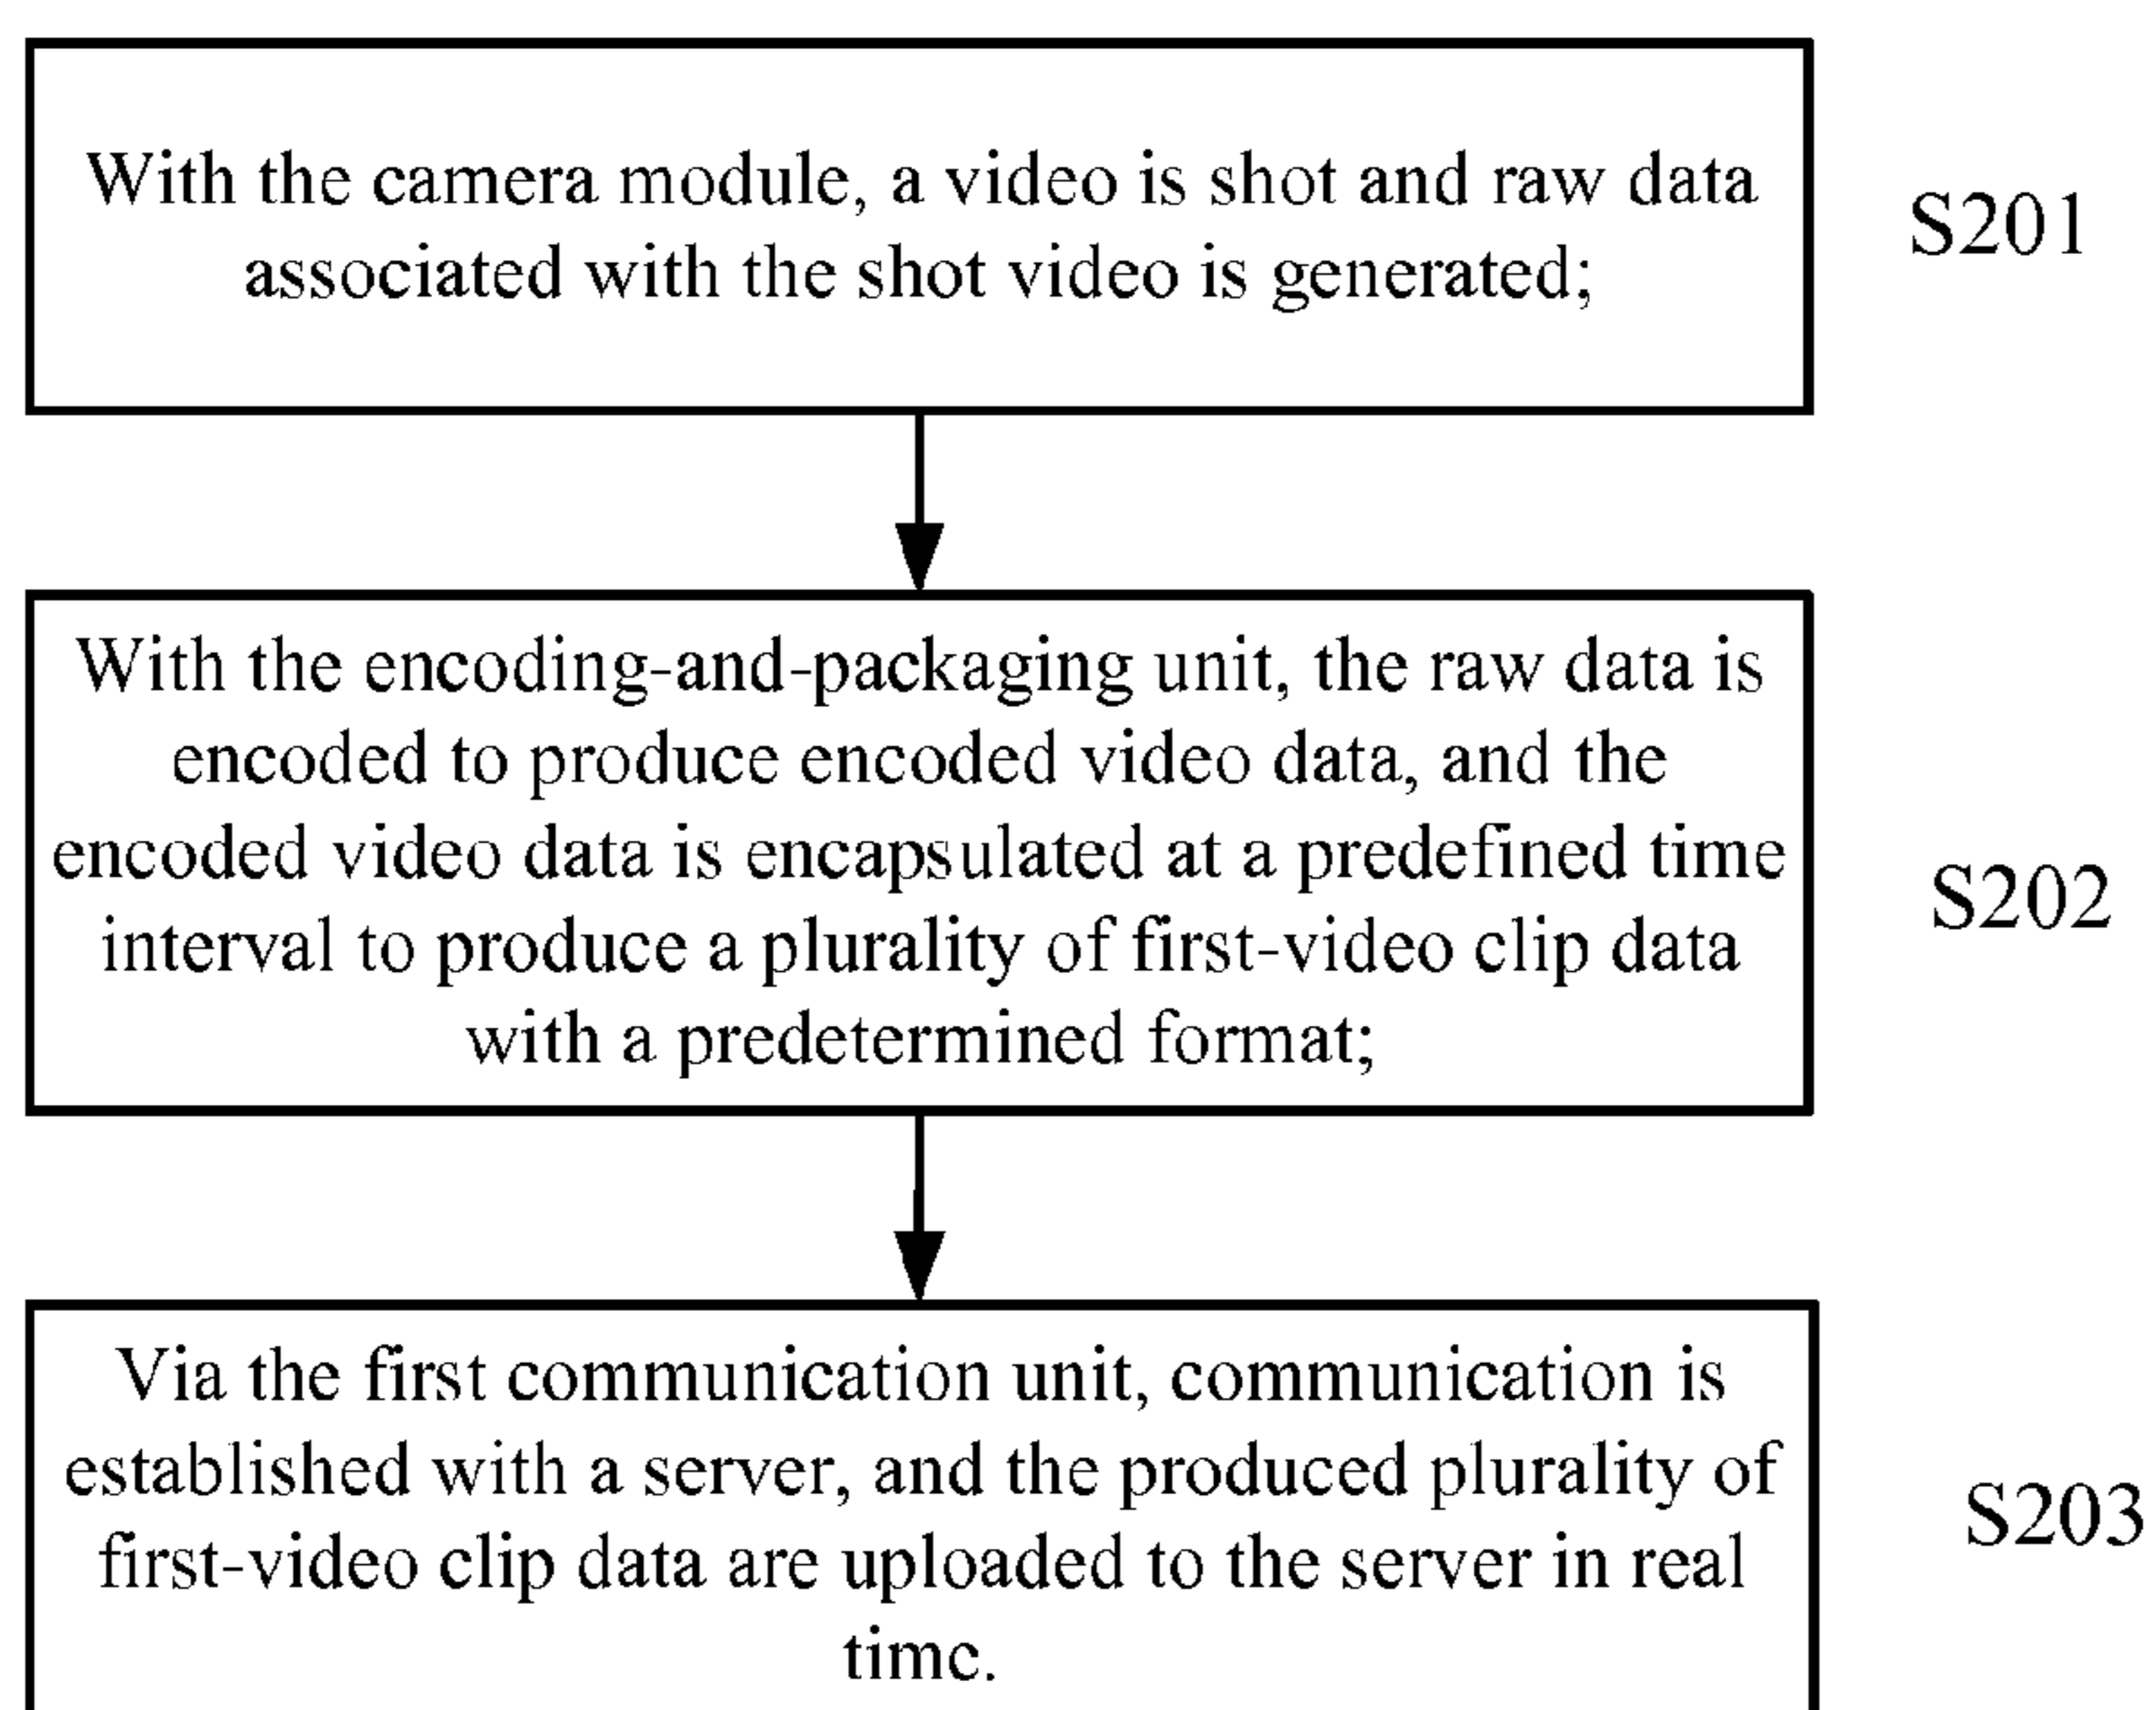 With the camera module, a video is shot and raw data
associated with the shot video is generated;
S201
With the encoding-and-packaging unit, the raw data is
encoded to produce encoded video data, and the
encoded video data is encapsulated at a predefined time
interval to produce a plurality of first-video clip data
with a predetermined format;
S202
Via the first communication unit, communication is
established with a server, and the produced plurality of
first-video clip data are uploaded to the server in real
time.
S203